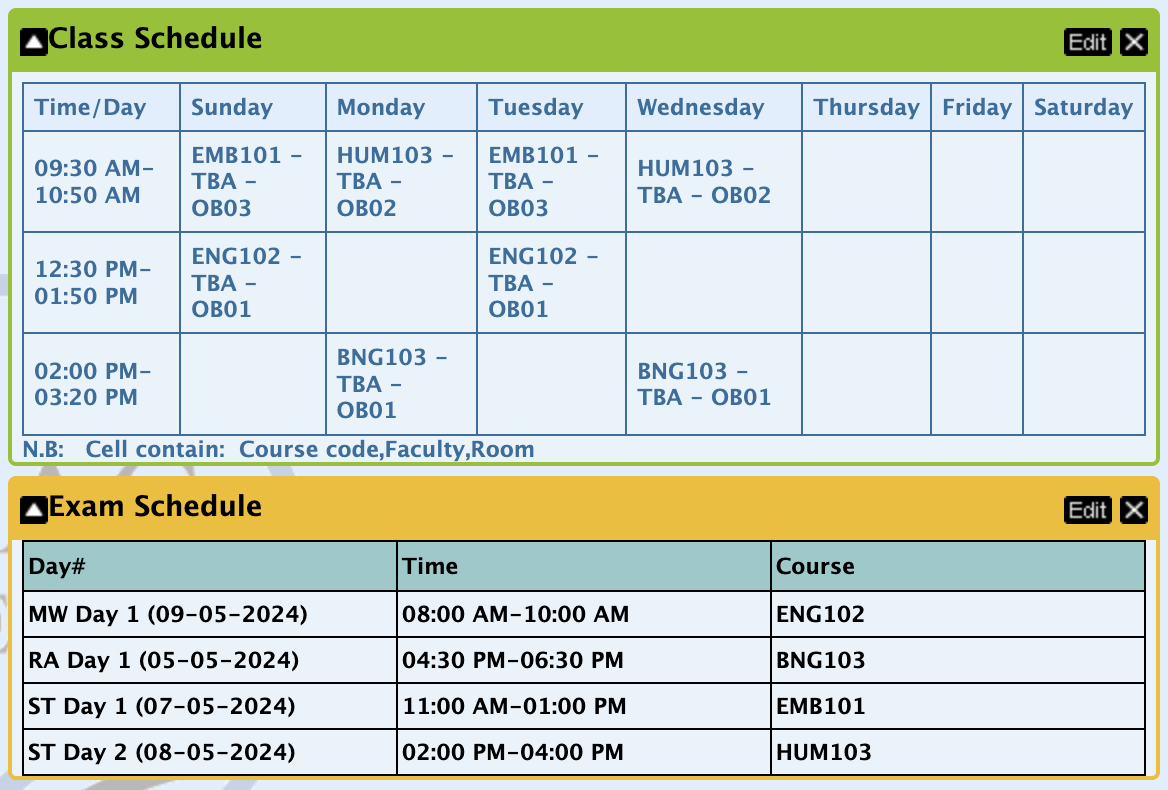 Class Schedule
Edit
Time/Day Sunday Monday Tuesday Wednesday Thursday Friday Saturday
09:30 AM-
10:50 AM
EMB101 -
TBA -
OB03
HUM103 -
TBA -
OB02
EMB101 -
TBA -
OB03
HUM103 -
TBA - OB02
12:30 PM-
01:50 PM
ENG102 -
TBA -
OB01
ENG102 -
TBA -
OB01
02:00 PM-
03:20 PM
BNG103 -
TBA -
OB01
BNG103 -
TBA - OB01
N.B: Cell contain: Course code,Faculty,Room
Exam Schedule
Edit
Day# Time Course
MW Day 1 (09-05-2024) 08:00 AM-10:00 AM ENG102
RA Day 1 (05-05-2024) 04:30 PM-06:30 PM BNG103
ST Day 1 (07-05-2024) 11:00 AM-01:00 PM EMB101
ST Day 2 (08-05-2024) 02:00 PM-04:00 PM HUM103